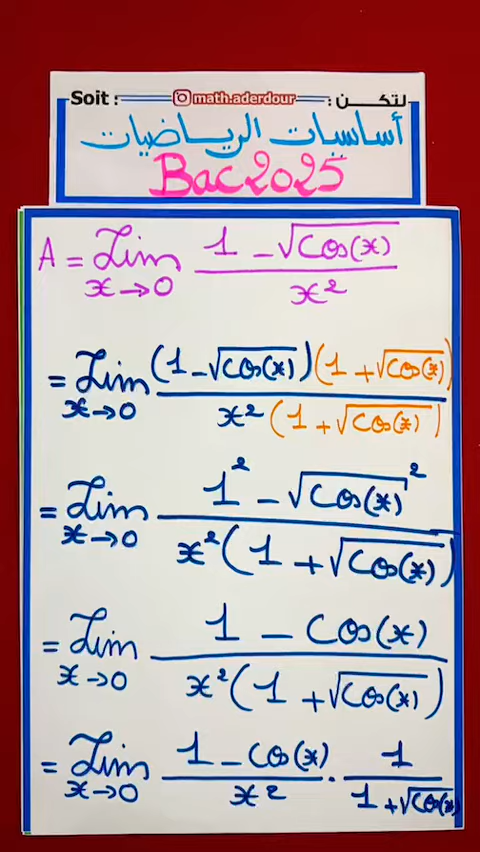 Soit : math.aderdour لتكن :
أساسيات الرياضيات
Bac 2025
A = Lim x→0 (1 - √Cos(x)) / x²
= Lim x→0 (1 - √Cos(x))(1 + √Cos(x)) / x²(1 + √Cos(x))
= Lim x→0 (1² - √Cos(x)²) / x²(1 + √Cos(x))
= Lim x→0 (1 - Cos(x)) / x²(1 + √Cos(x))
= Lim x→0 (1 - Cos(x)) / x² · 1 / (1 + √Cos(x))